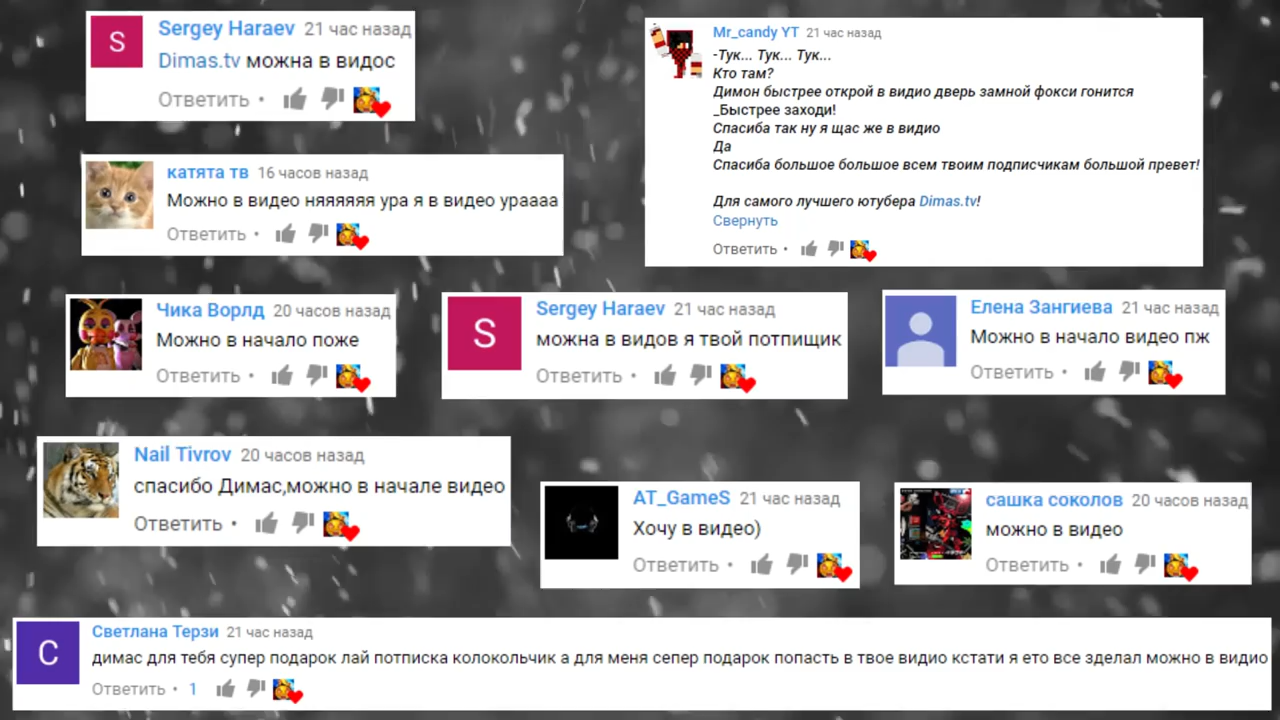 S
Sergey Haraev 21 час назад
Dimas.tv можна в видос
Ответить •
Mr_candy YT 21 час назад
-Тук... Тук... Тук...
Кто там?
Димон быстрее открой в видио дверь замной фокси гонится
_Быстрее заходи!
Спасиба так ну я щас же в видио
Да
Спасиба большое большое всем твоим подписчикам большой превет!
Для самого лучшего ютубера Dimas.tv!
Свернуть
Ответить •
катята тв 16 часов назад
Можно в видео няяяяяя ура я в видео ураааа
Ответить •
Чика Ворлд 20 часов назад
Можно в начало поже
Ответить •
S
Sergey Haraev 21 час назад
можна в видов я твой потпищик
Ответить •
Елена Зангиева 21 час назад
Можно в начало видео пж
Ответить •
Nail Tivrov 20 часов назад
спасибо Димас,можно в начале видео
Ответить •
AT_GameS 21 час назад
Хочу в видео)
Ответить •
сашка соколов 20 часов назад
можно в видео
Ответить •
С
Светлана Терзи 21 час назад
димас для тебя супер подарок лай потписка колокольчик а для меня сепер подарок попасть в твое видио кстати я ето все зделал можно в видио
Ответить • 1